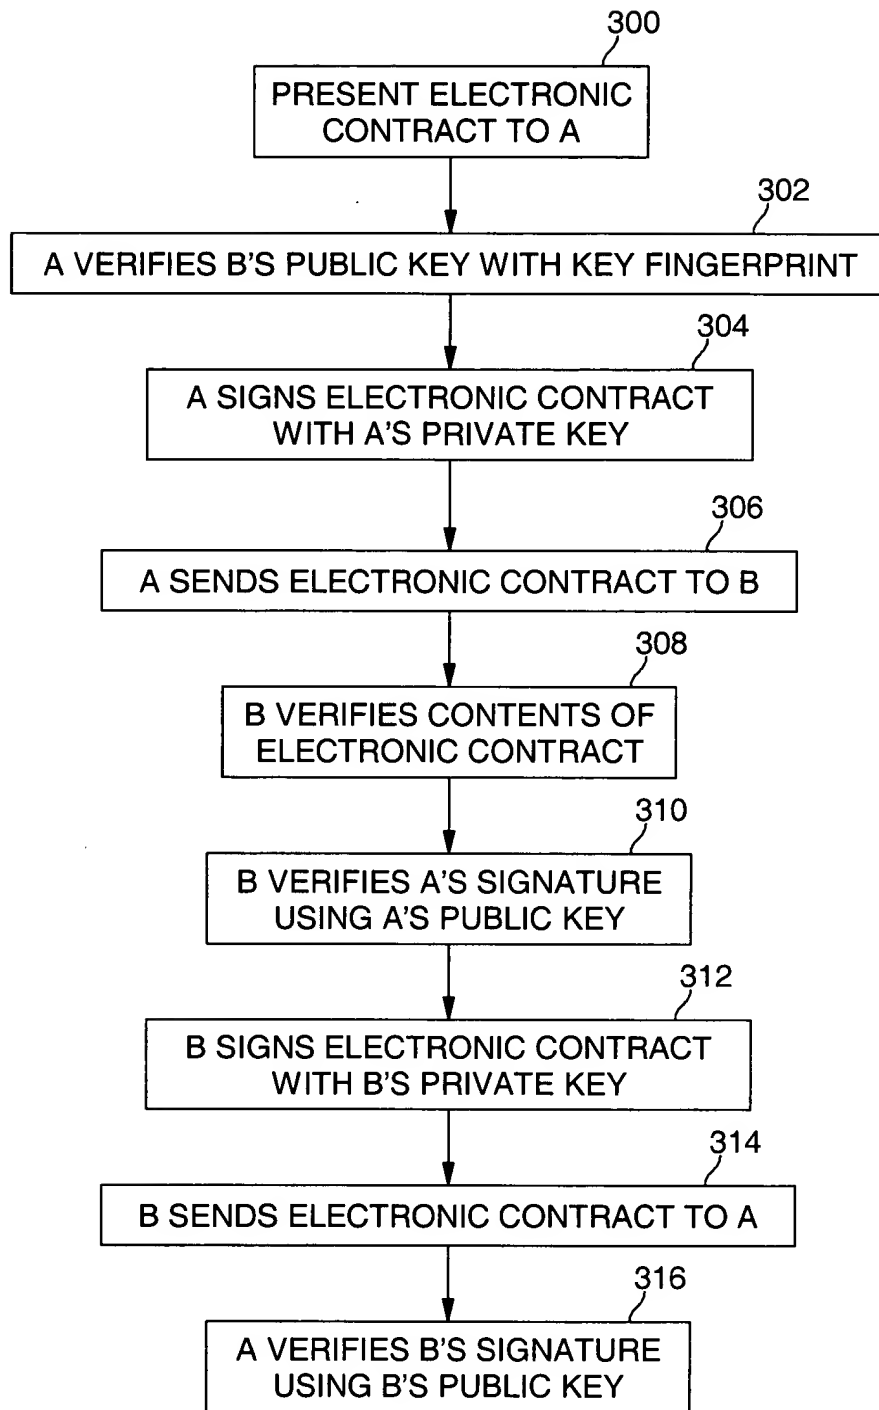 300
PRESENT ELECTRONIC
CONTRACT TO A
302
A VERIFIES B'S PUBLIC KEY WITH KEY FINGERPRINT
304
A SIGNS ELECTRONIC CONTRACT
WITH A'S PRIVATE KEY
306
A SENDS ELECTRONIC CONTRACT TO B
308
B VERIFIES CONTENTS OF
ELECTRONIC CONTRACT
310
B VERIFIES A'S SIGNATURE
USING A'S PUBLIC KEY
312
B SIGNS ELECTRONIC CONTRACT
WITH B'S PRIVATE KEY
314
B SENDS ELECTRONIC CONTRACT TO A
316
A VERIFIES B'S SIGNATURE
USING B'S PUBLIC KEY